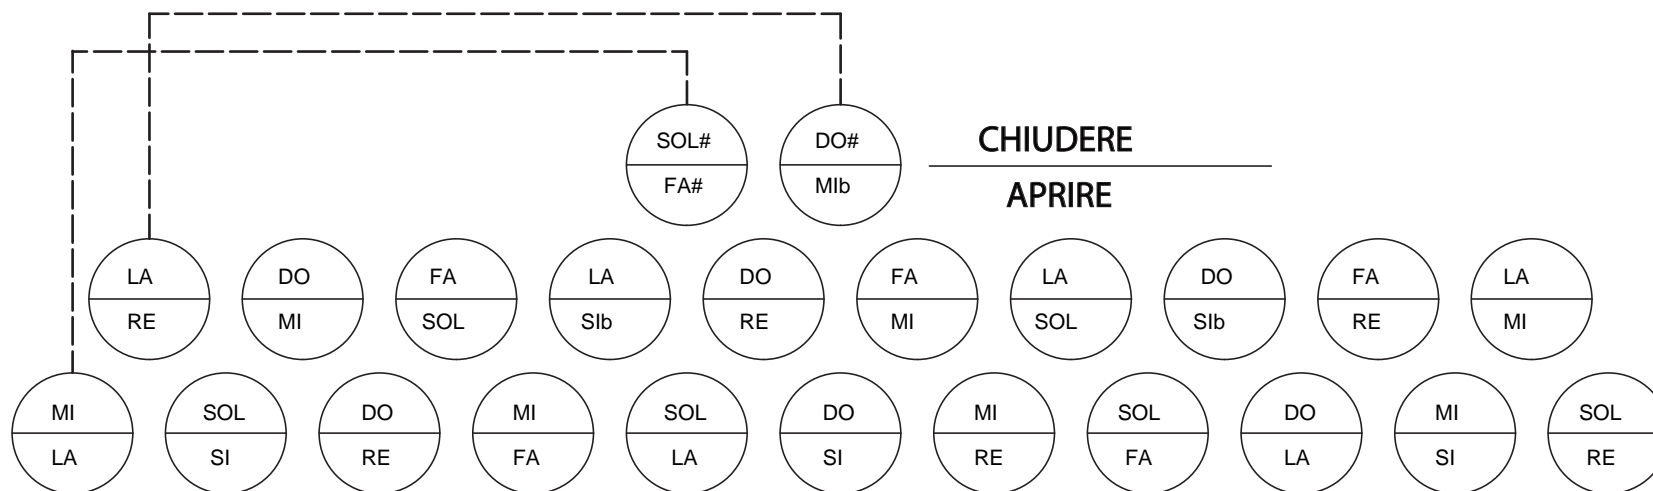 SOL# DO# CHIUDERE
FA# MIb APRIRE
LA DO FA LA DO FA LA DO FA LA
RE MI SOL SIb RE MI SOL SIb RE MI
MI SOL DO MI SOL DO MI SOL DO MI SOL
LA SI RE FA LA SI RE FA LA SI RE